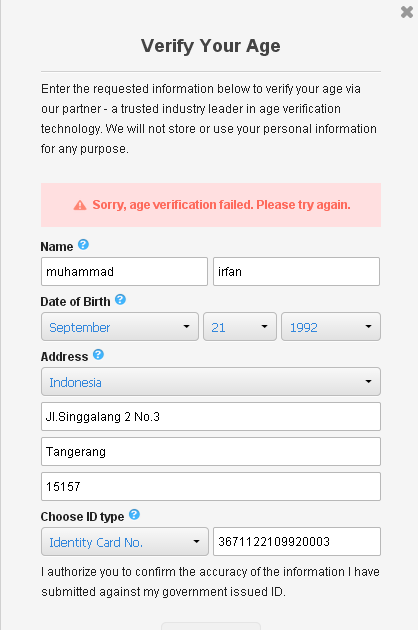 Verify Your Age
Enter the requested information below to verify your age via
our partner - a trusted industry leader in age verification
technology. We will not store or use your personal information
for any purpose.
Sorry, age verification failed. Please try again.
Name ?
muhammad irfan
Date of Birth ?
September 21 1992
Address ?
Indonesia
Jl.Singgalang 2 No.3
Tangerang
15157
Choose ID type ?
Identity Card No. 3671122109920003
I authorize you to confirm the accuracy of the information I have
submitted against my government issued ID.